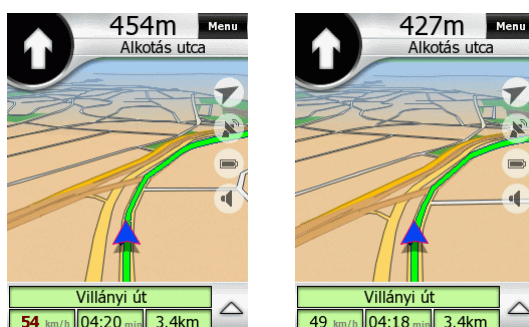 454m
Menu
Alkotás utca
Villányi út
54 km/h 04:20 min 3.4km
427m
Menu
Alkotás utca
Villányi út
49 km/h 04:18 min 3.4km